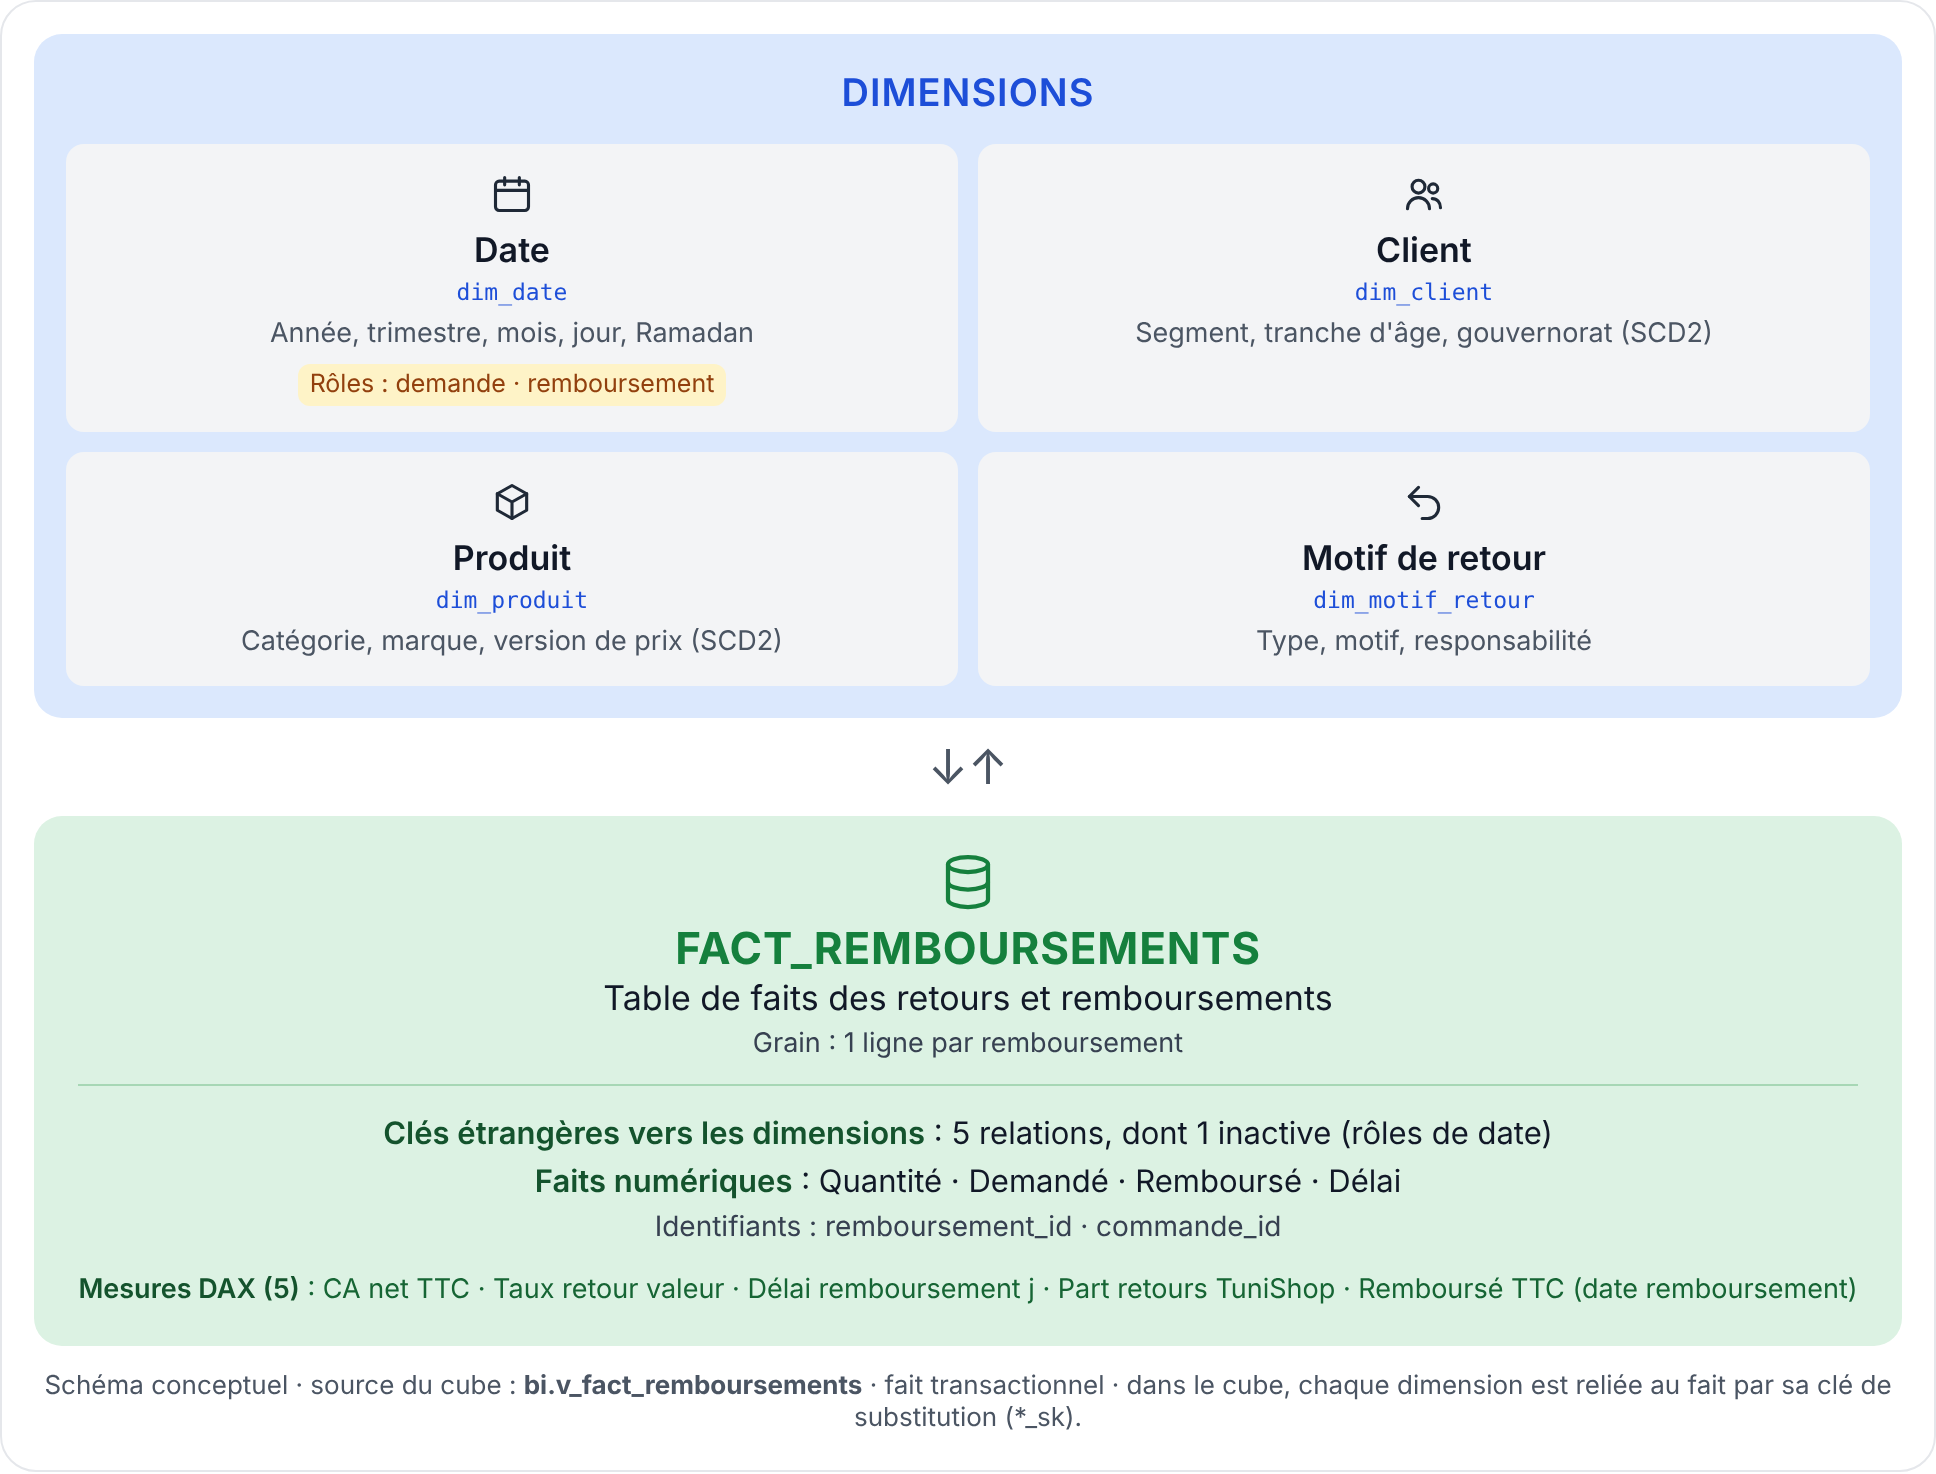 DIMENSIONS
Date
dim_date
Année, trimestre, mois, jour, Ramadan
Rôles : demande · remboursement
Client
dim_client
Segment, tranche d'âge, gouvernorat (SCD2)
Produit
dim_produit
Catégorie, marque, version de prix (SCD2)
Motif de retour
dim_motif_retour
Type, motif, responsabilité
FACT_REMBOURSEMENTS
Table de faits des retours et remboursements
Grain : 1 ligne par remboursement
Clés étrangères vers les dimensions : 5 relations, dont 1 inactive (rôles de date)
Faits numériques : Quantité · Demandé · Remboursé · Délai
Identifiants : remboursement_id · commande_id
Mesures DAX (5) : CA net TTC · Taux retour valeur · Délai remboursement j · Part retours TuniShop · Remboursé TTC (date remboursement)
Schéma conceptuel · source du cube : bi.v_fact_remboursements · fait transactionnel · dans le cube, chaque dimension est reliée au fait par sa clé de
substitution (*_sk).